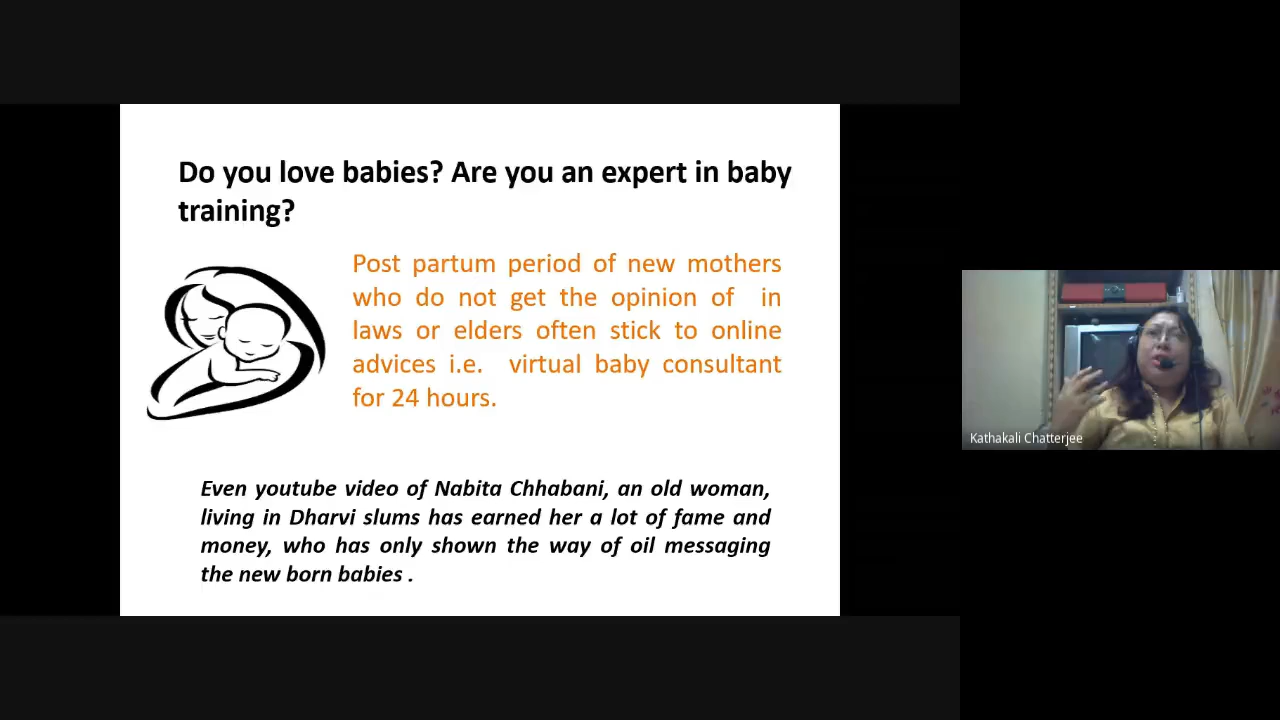 Do you love babies? Are you an expert in baby
training?
Post partum period of new mothers
who do not get the opinion of in
laws or elders often stick to online
advices i.e. virtual baby consultant
for 24 hours.
Even youtube video of Nabita Chhabani, an old woman,
living in Dharvi slums has earned her a lot of fame and
money, who has only shown the way of oil messaging
the new born babies .
Kathakali Chatterjee